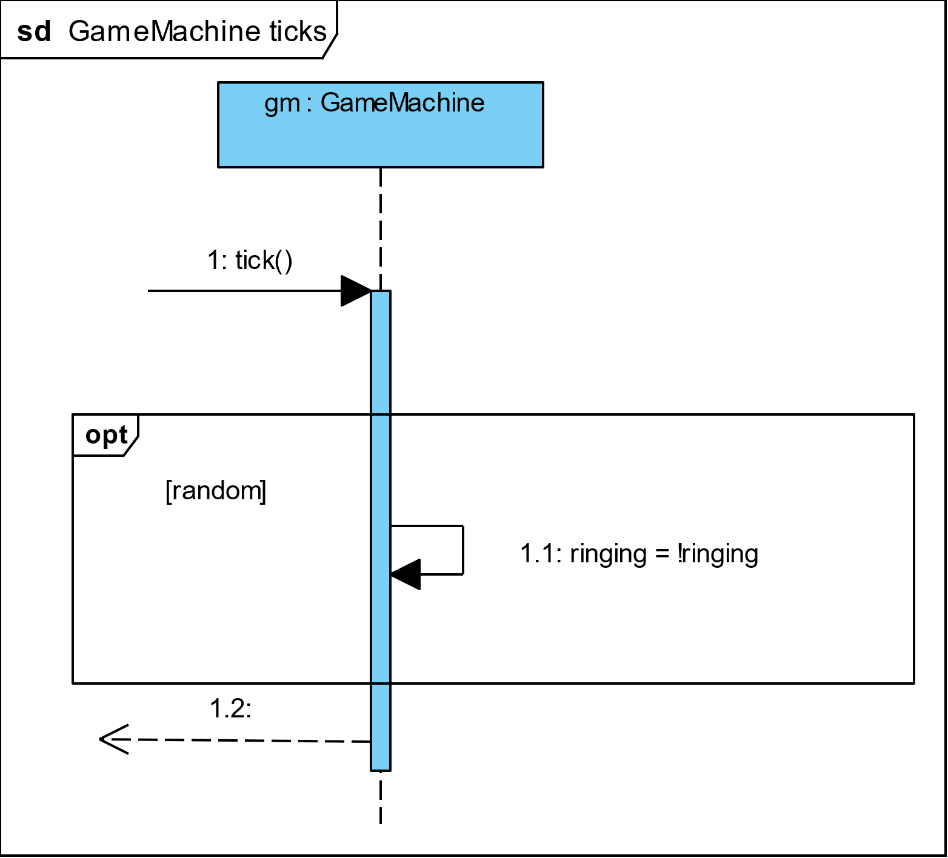 sd GameMachine ticks
gm : GameMachine
1: tick()
opt
[random]
1.1: ringing = !ringing
1.2: